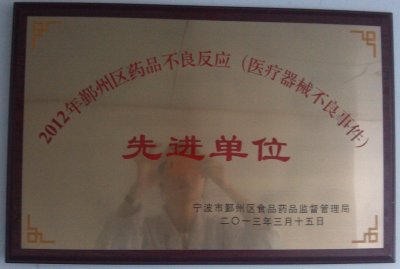 2012年鄞州区药品不良反应（医疗器械不良事件）
先进单位
宁波市鄞州区食品药品监督管理局
二〇一三年三月十五日